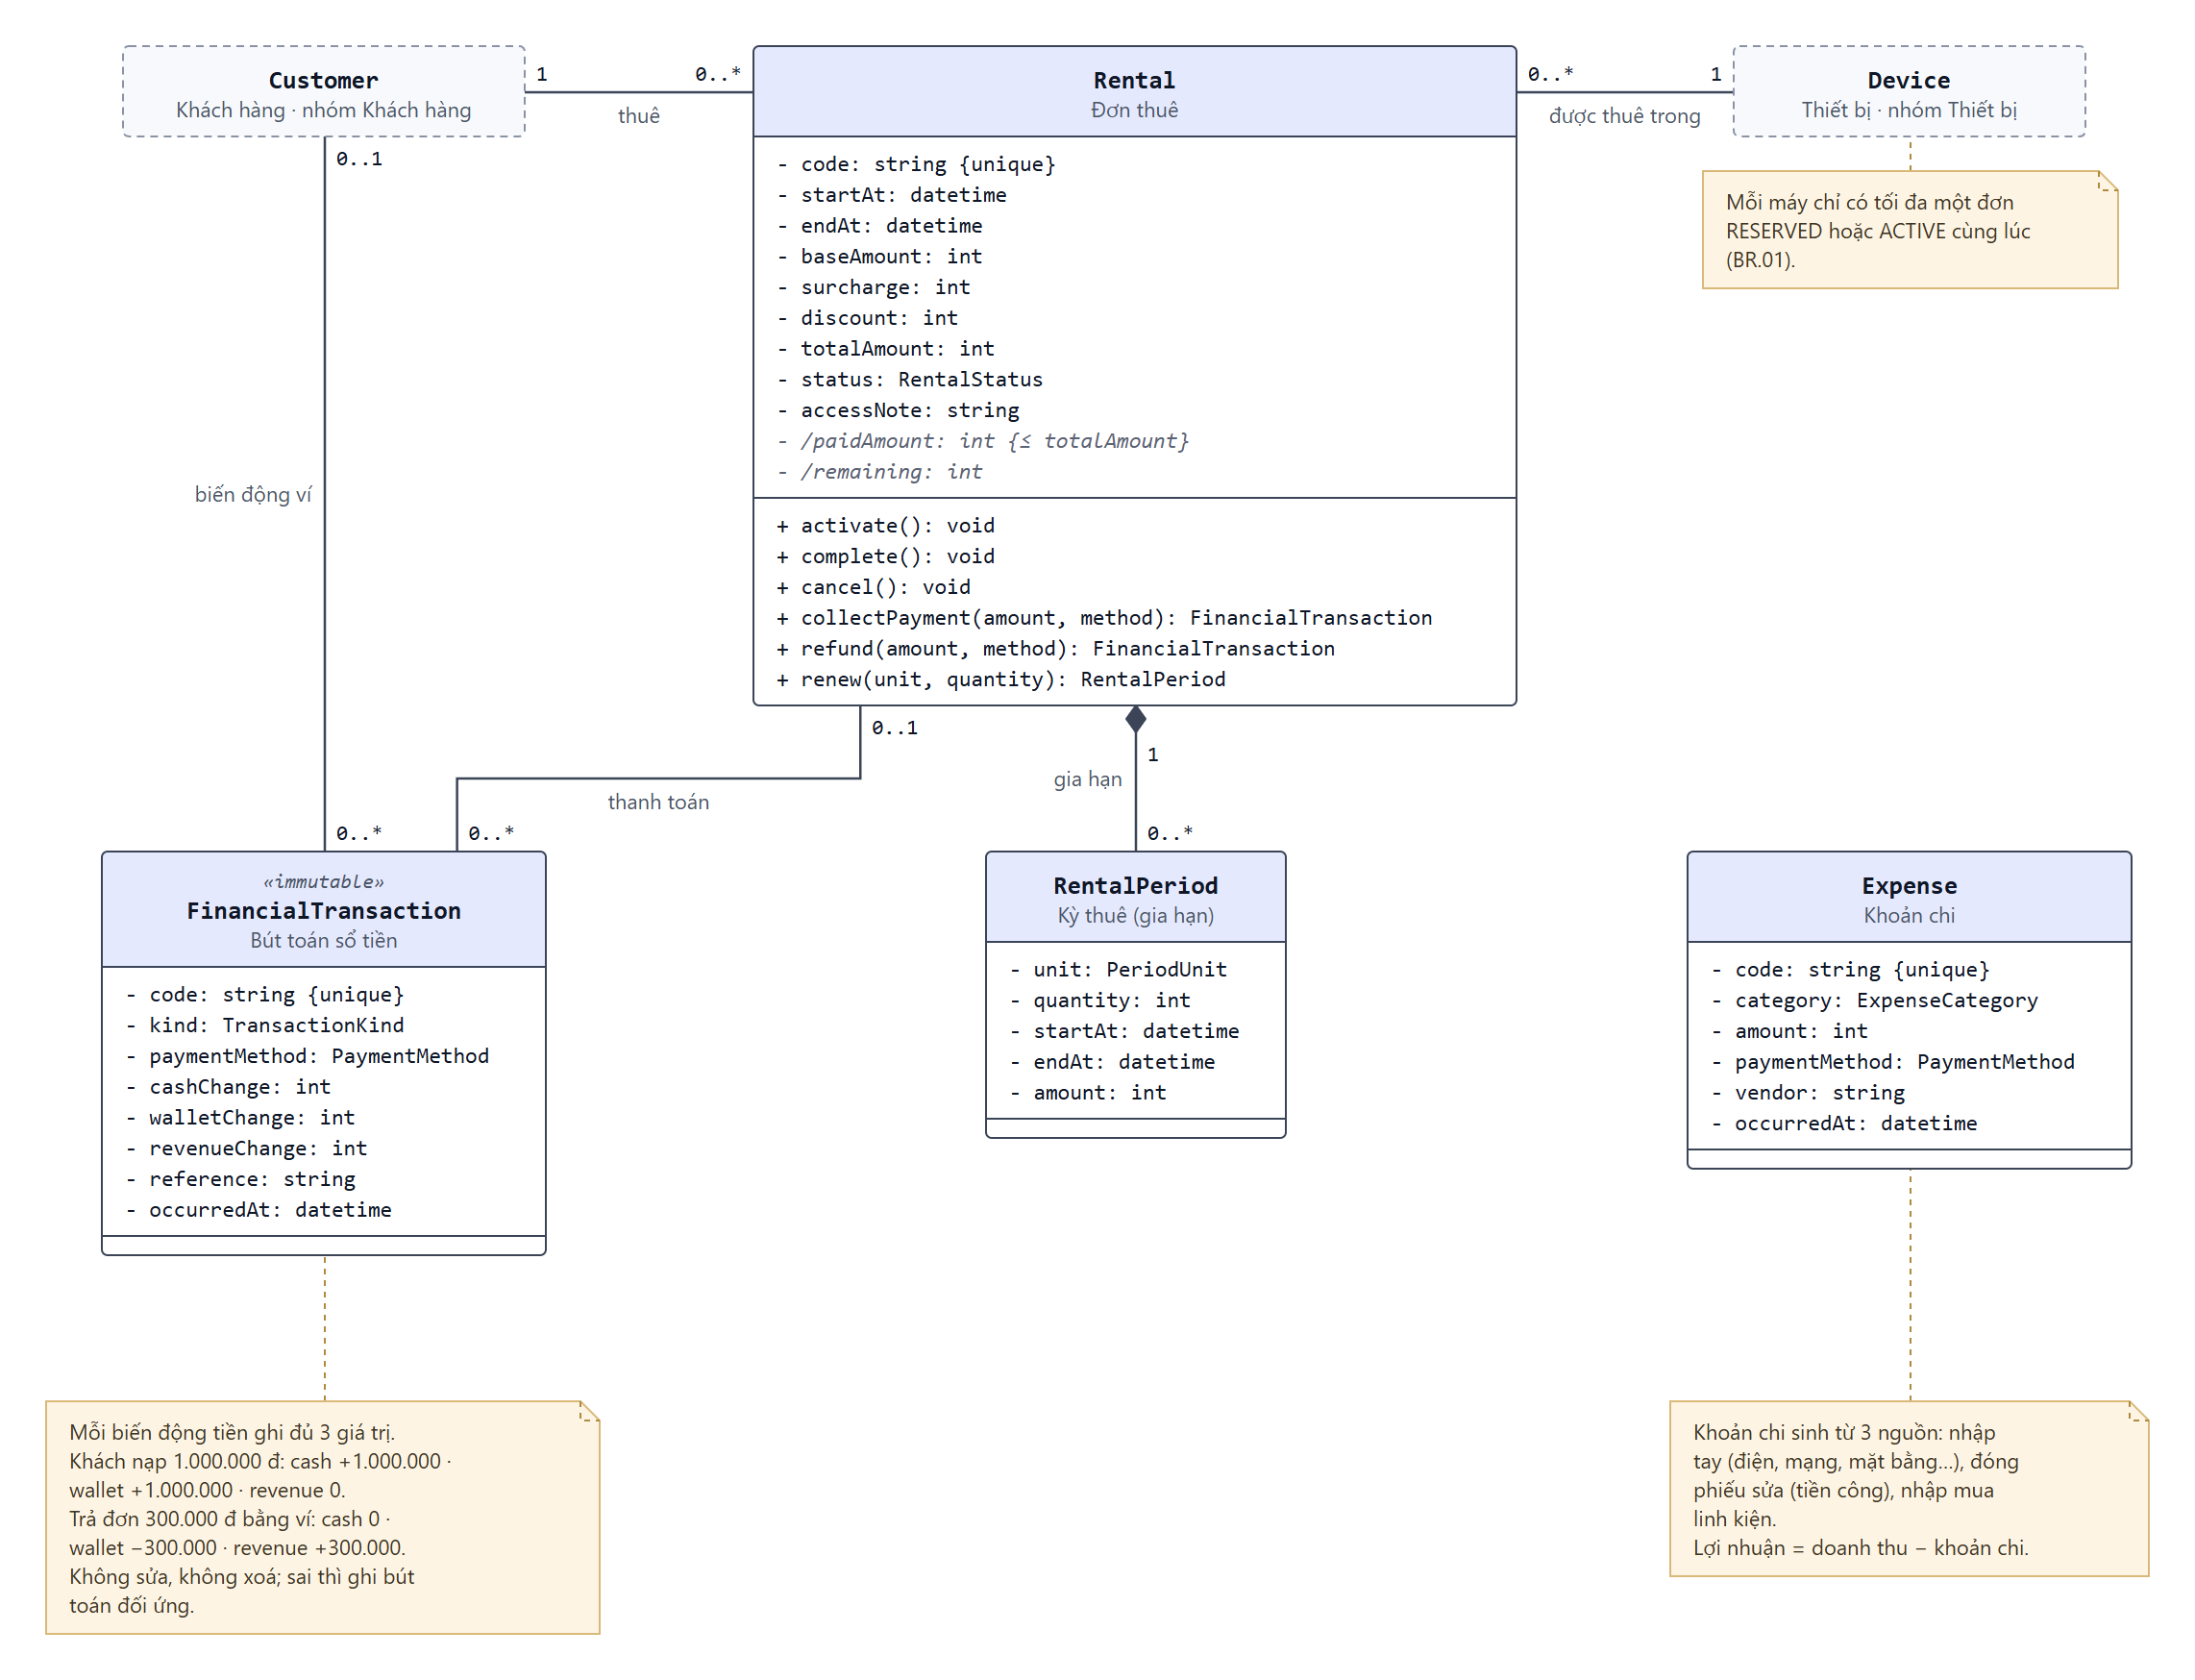 Customer
Khách hàng · nhóm Khách hàng
1
0..*
thuê
Rental
Đơn thuê
0..*
1
được thuê trong
Device
Thiết bị · nhóm Thiết bị
0..1
Mỗi máy chỉ có tối đa một đơn
RESERVED hoặc ACTIVE cùng lúc
(BR.01).
- code: string {unique}
- startAt: datetime
- endAt: datetime
- baseAmount: int
- surcharge: int
- discount: int
- totalAmount: int
- status: RentalStatus
- accessNote: string
- /paidAmount: int {≤ totalAmount}
- /remaining: int
biến động ví
+ activate(): void
+ complete(): void
+ cancel(): void
+ collectPayment(amount, method): FinancialTransaction
+ refund(amount, method): FinancialTransaction
+ renew(unit, quantity): RentalPeriod
0..1
1
gia hạn
thanh toán
0..*
0..*
0..*
«immutable»
FinancialTransaction
Bút toán sổ tiền
- code: string {unique}
- kind: TransactionKind
- paymentMethod: PaymentMethod
- cashChange: int
- walletChange: int
- revenueChange: int
- reference: string
- occurredAt: datetime
RentalPeriod
Kỳ thuê (gia hạn)
- unit: PeriodUnit
- quantity: int
- startAt: datetime
- endAt: datetime
- amount: int
Expense
Khoản chi
- code: string {unique}
- category: ExpenseCategory
- amount: int
- paymentMethod: PaymentMethod
- vendor: string
- occurredAt: datetime
Mỗi biến động tiền ghi đủ 3 giá trị.
Khách nạp 1.000.000 đ: cash +1.000.000 ·
wallet +1.000.000 · revenue 0.
Trả đơn 300.000 đ bằng ví: cash 0 ·
wallet −300.000 · revenue +300.000.
Không sửa, không xoá; sai thì ghi bút
toán đối ứng.
Khoản chi sinh từ 3 nguồn: nhập
tay (điện, mạng, mặt bằng…), đóng
phiếu sửa (tiền công), nhập mua
linh kiện.
Lợi nhuận = doanh thu − khoản chi.